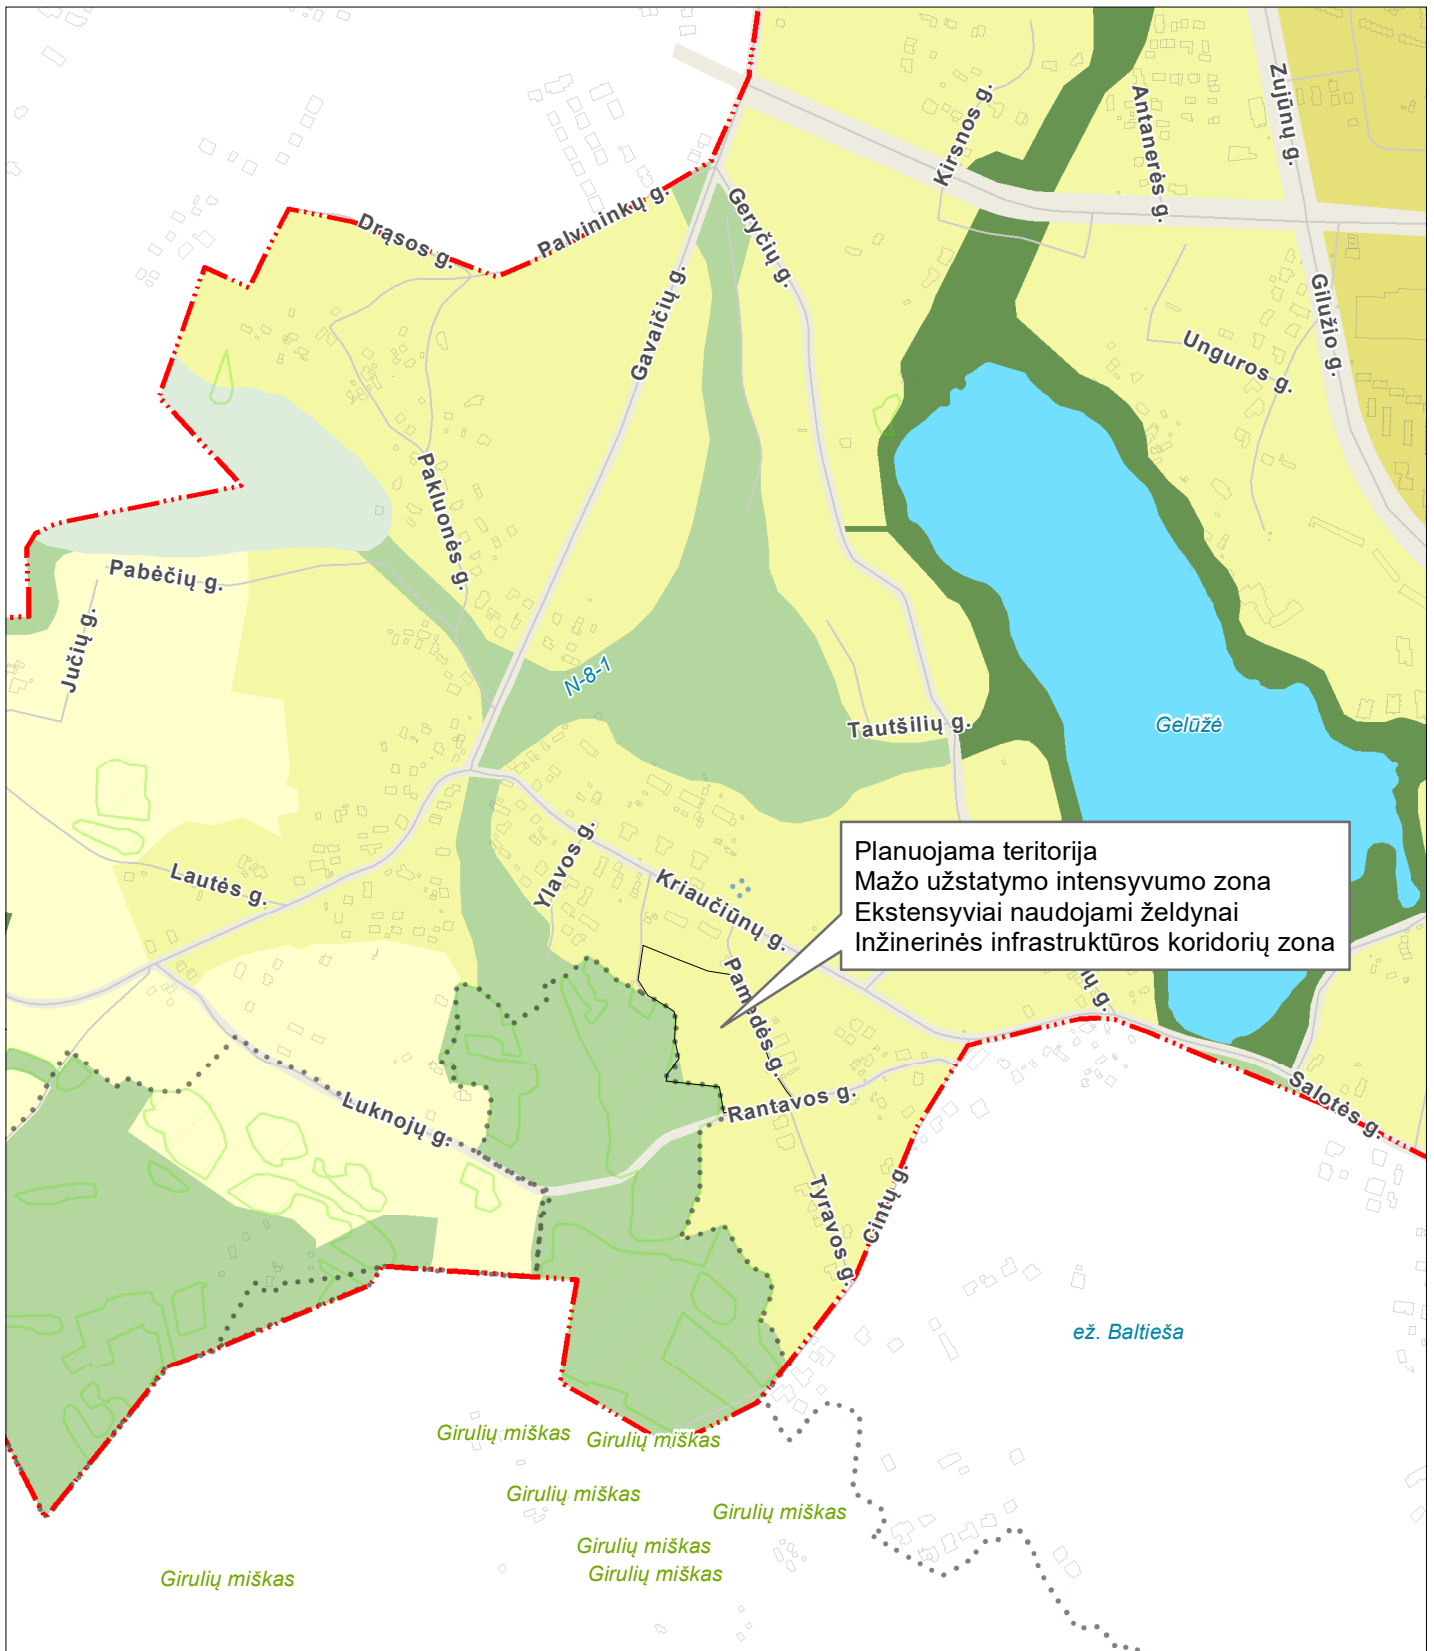 Zujūnų g.
Kirsnos g.
Antanerės g.
Drąsos g.
Palvininkų g.
Geryčių g.
Gavaičių g.
Gilužio g.
Unguros g.
Pakluonės g.
Pabėčių g.
Jučių g.
N-8-1
Tautšilių g.
Gelūžė
Planuojama teritorija
Mažo užstatymo intensyvumo zona
Ekstensyviai naudojami želdynai
Inžinerinės infrastruktūros koridorių zona
Ylavos g.
Lautės g.
Kriaučiūnų g.
Pamedės g.
ių g.
Luknojų g.
Rantavos g.
Salotės g.
Tyravos g.
Cintų g.
ež. Baltieša
Girulių miškas
Girulių miškas
Girulių miškas
Girulių miškas
Girulių miškas
Girulių miškas
Girulių miškas